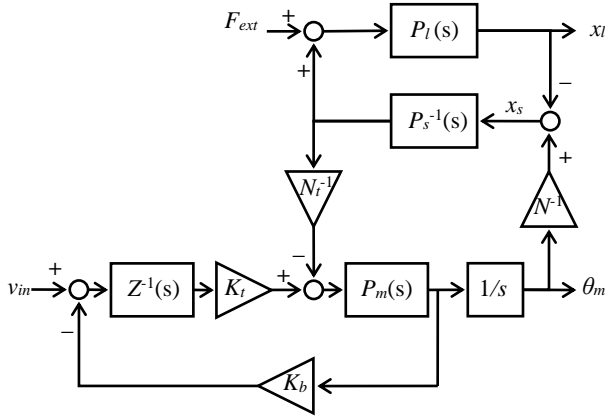 F_ext + P_l(s) x_l
+ −
P_s^-1(s) x_s
+
N_t^-1 N^-1
−
v_in + Z^-1(s) K_t + P_m(s) 1/s θ_m
−
K_b